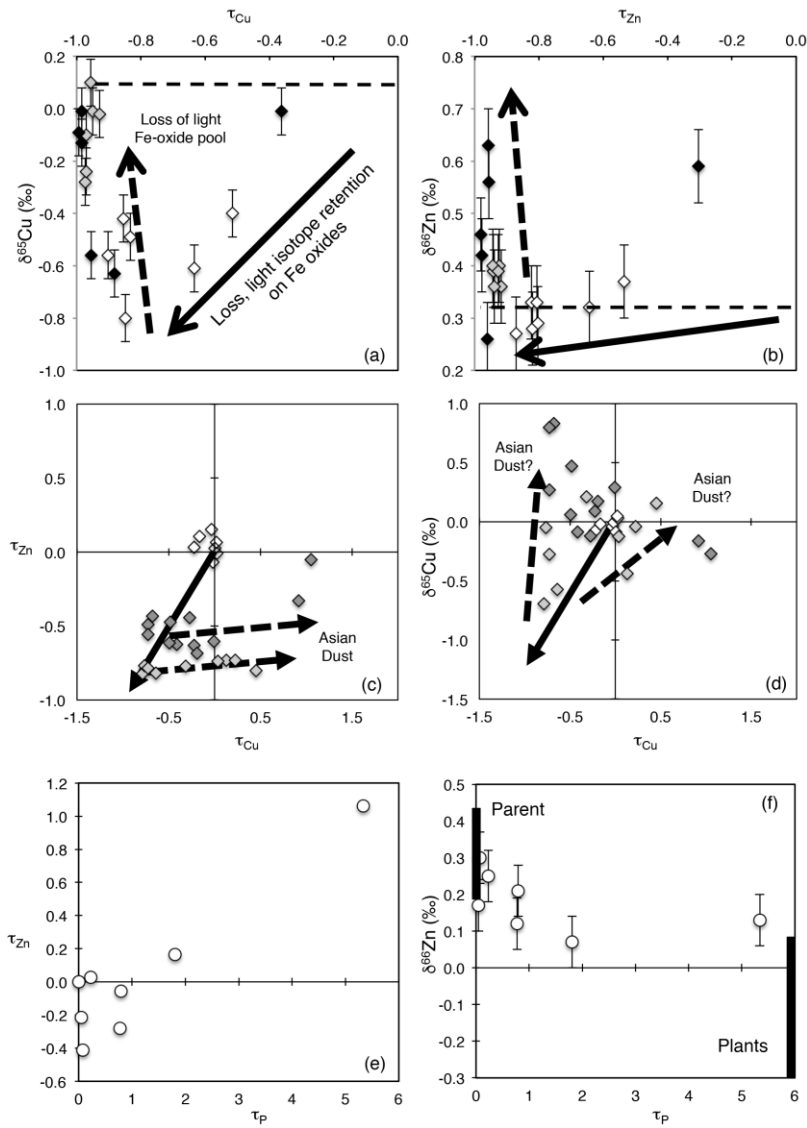 τCu
-1.0 -0.8 -0.6 -0.4 -0.2 0.0
0.2
0.0
-0.2
-0.4
-0.6
-0.8
-1.0
δ65Cu (‰)
Loss of light
Fe-oxide pool
Loss, light isotope retention
on Fe oxides
(a)
τZn
-1.0 -0.8 -0.6 -0.4 -0.2 0.0
0.8
0.7
0.6
0.5
0.4
0.3
0.2
δ66Zn (‰)
(b)
1.0
0.5
0.0
-0.5
-1.0
τZn
Asian
Dust
(c)
-1.5 -0.5 0.5 1.5
τCu
1.0
0.5
0.0
-0.5
-1.0
-1.5
δ65Cu (‰)
Asian
Dust?
Asian
Dust?
(d)
-1.5 -0.5 0.5 1.5
τCu
1.2
1.0
0.8
0.6
0.4
0.2
0.0
-0.2
-0.4
-0.6
τZn
(e)
0 1 2 3 4 5 6
τP
0.5
0.4
0.3
0.2
0.1
0.0
-0.1
-0.2
-0.3
δ66Zn (‰)
Parent
(f)
Plants
0 1 2 3 4 5 6
τP